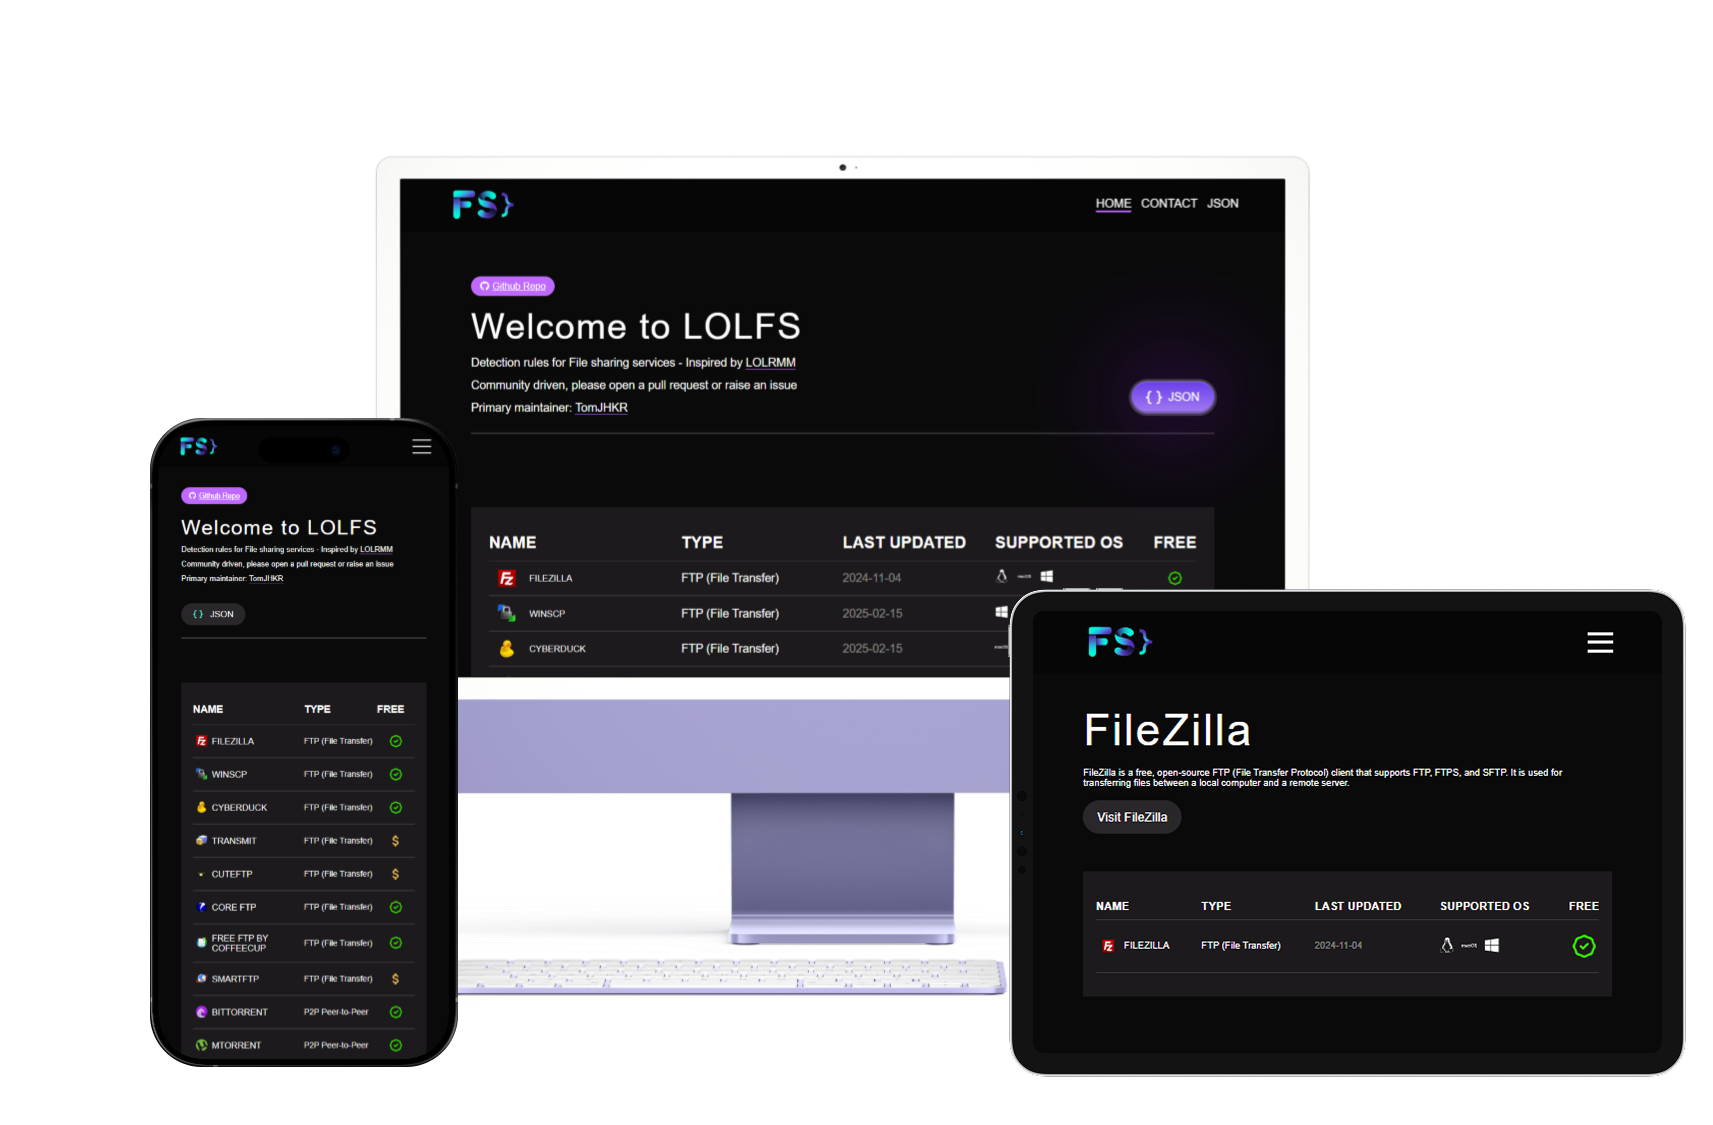 FS}
HOME CONTACT JSON
Github Repo
Welcome to LOLFS
Detection rules for File sharing services - Inspired by LOLRMM
Community driven, please open a pull request or raise an issue
Primary maintainer: TomJHKR
{ } JSON
NAME TYPE LAST UPDATED SUPPORTED OS FREE
Fz FILEZILLA FTP (File Transfer) 2024-11-04 macOS
WINSCP FTP (File Transfer) 2025-02-15
CYBERDUCK FTP (File Transfer) 2025-02-15
FS}
Github Repo
Welcome to LOLFS
Detection rules for File sharing services - Inspired by LOLRMM
Community driven, please open a pull request or raise an issue
Primary maintainer: TomJHKR
{ } JSON
NAME TYPE FREE
Fz FILEZILLA FTP (File Transfer)
WINSCP FTP (File Transfer)
CYBERDUCK FTP (File Transfer)
TRANSMIT FTP (File Transfer) $
CUTEFTP FTP (File Transfer) $
CORE FTP FTP (File Transfer)
FREE FTP BY
COFFEECUP FTP (File Transfer)
SMARTFTP FTP (File Transfer) $
BITTORRENT P2P Peer-to-Peer
MTORRENT P2P Peer-to-Peer
FS}
FileZilla
FileZilla is a free, open-source FTP (File Transfer Protocol) client that supports FTP, FTPS, and SFTP. It is used for
transferring files between a local computer and a remote server.
Visit FileZilla
NAME TYPE LAST UPDATED SUPPORTED OS FREE
Fz FILEZILLA FTP (File Transfer) 2024-11-04 macOS